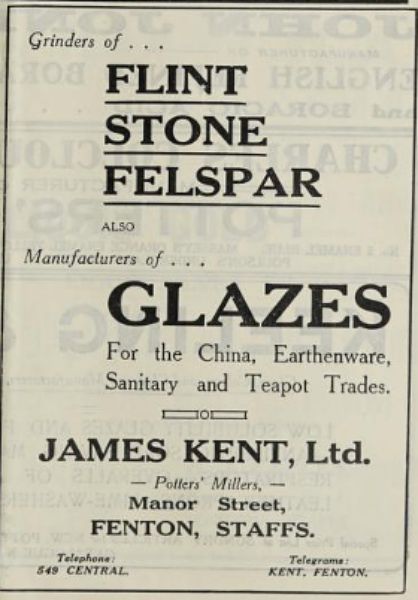 Grinders of . . .
FLINT
STONE
FELSPAR
ALSO
Manufacturers of . . .
GLAZES
For the China, Earthenware,
Sanitary and Teapot Trades.
JAMES KENT, Ltd.
— Potters' Millers, —
Manor Street,
FENTON, STAFFS.
Telephone: Telegrams:
549 CENTRAL. KENT, FENTON.